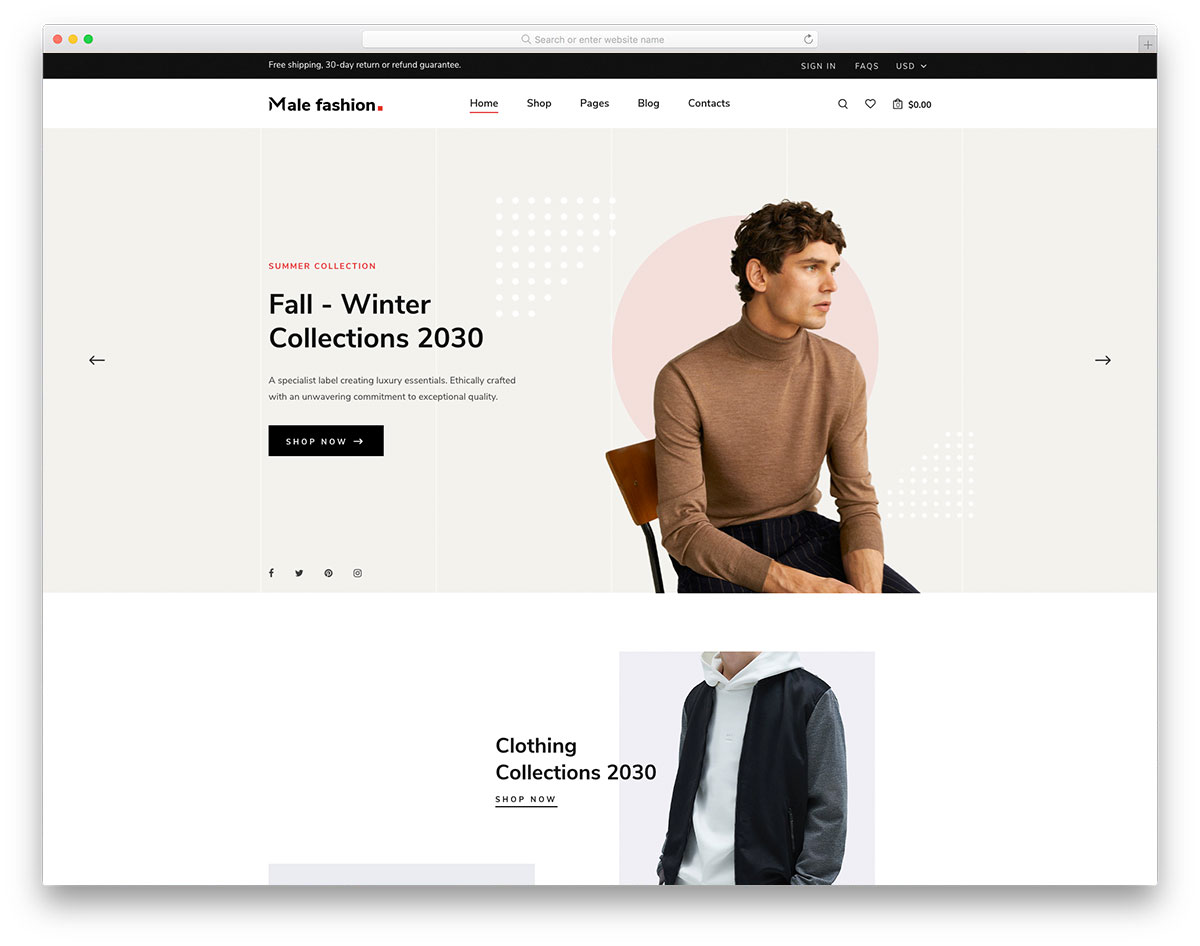 Search or enter website name
Free shipping, 30-day return or refund guarantee.
SIGN IN FAQS USD
Male fashion.
Home Shop Pages Blog Contacts
0 $0.00
SUMMER COLLECTION
Fall - Winter
Collections 2030
A specialist label creating luxury essentials. Ethically crafted
with an unwavering commitment to exceptional quality.
SHOP NOW
Clothing
Collections 2030
SHOP NOW